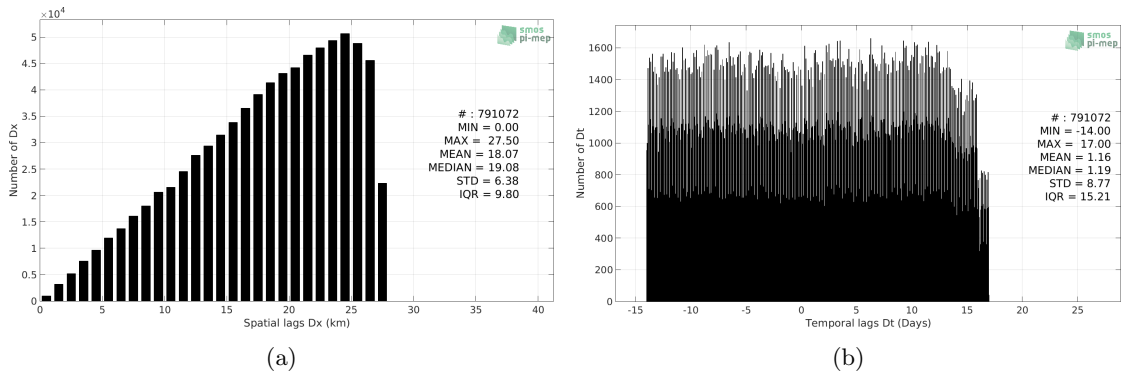 ×10⁴
5
4.5
4
3.5
3
2.5
2
1.5
1
0.5
0
Number of Dx
0 5 10 15 20 25 30 35 40
Spatial lags Dx (km)
smos
pi-mep
# : 791072
MIN = 0.00
MAX = 27.50
MEAN = 18.07
MEDIAN = 19.08
STD = 6.38
IQR = 9.80
(a)
1600
1400
1200
1000
800
600
400
200
0
Number of Dt
-15 -10 -5 0 5 10 15 20 25
Temporal lags Dt (Days)
smos
pi-mep
# : 791072
MIN = -14.00
MAX = 17.00
MEAN = 1.16
MEDIAN = 1.19
STD = 8.77
IQR = 15.21
(b)